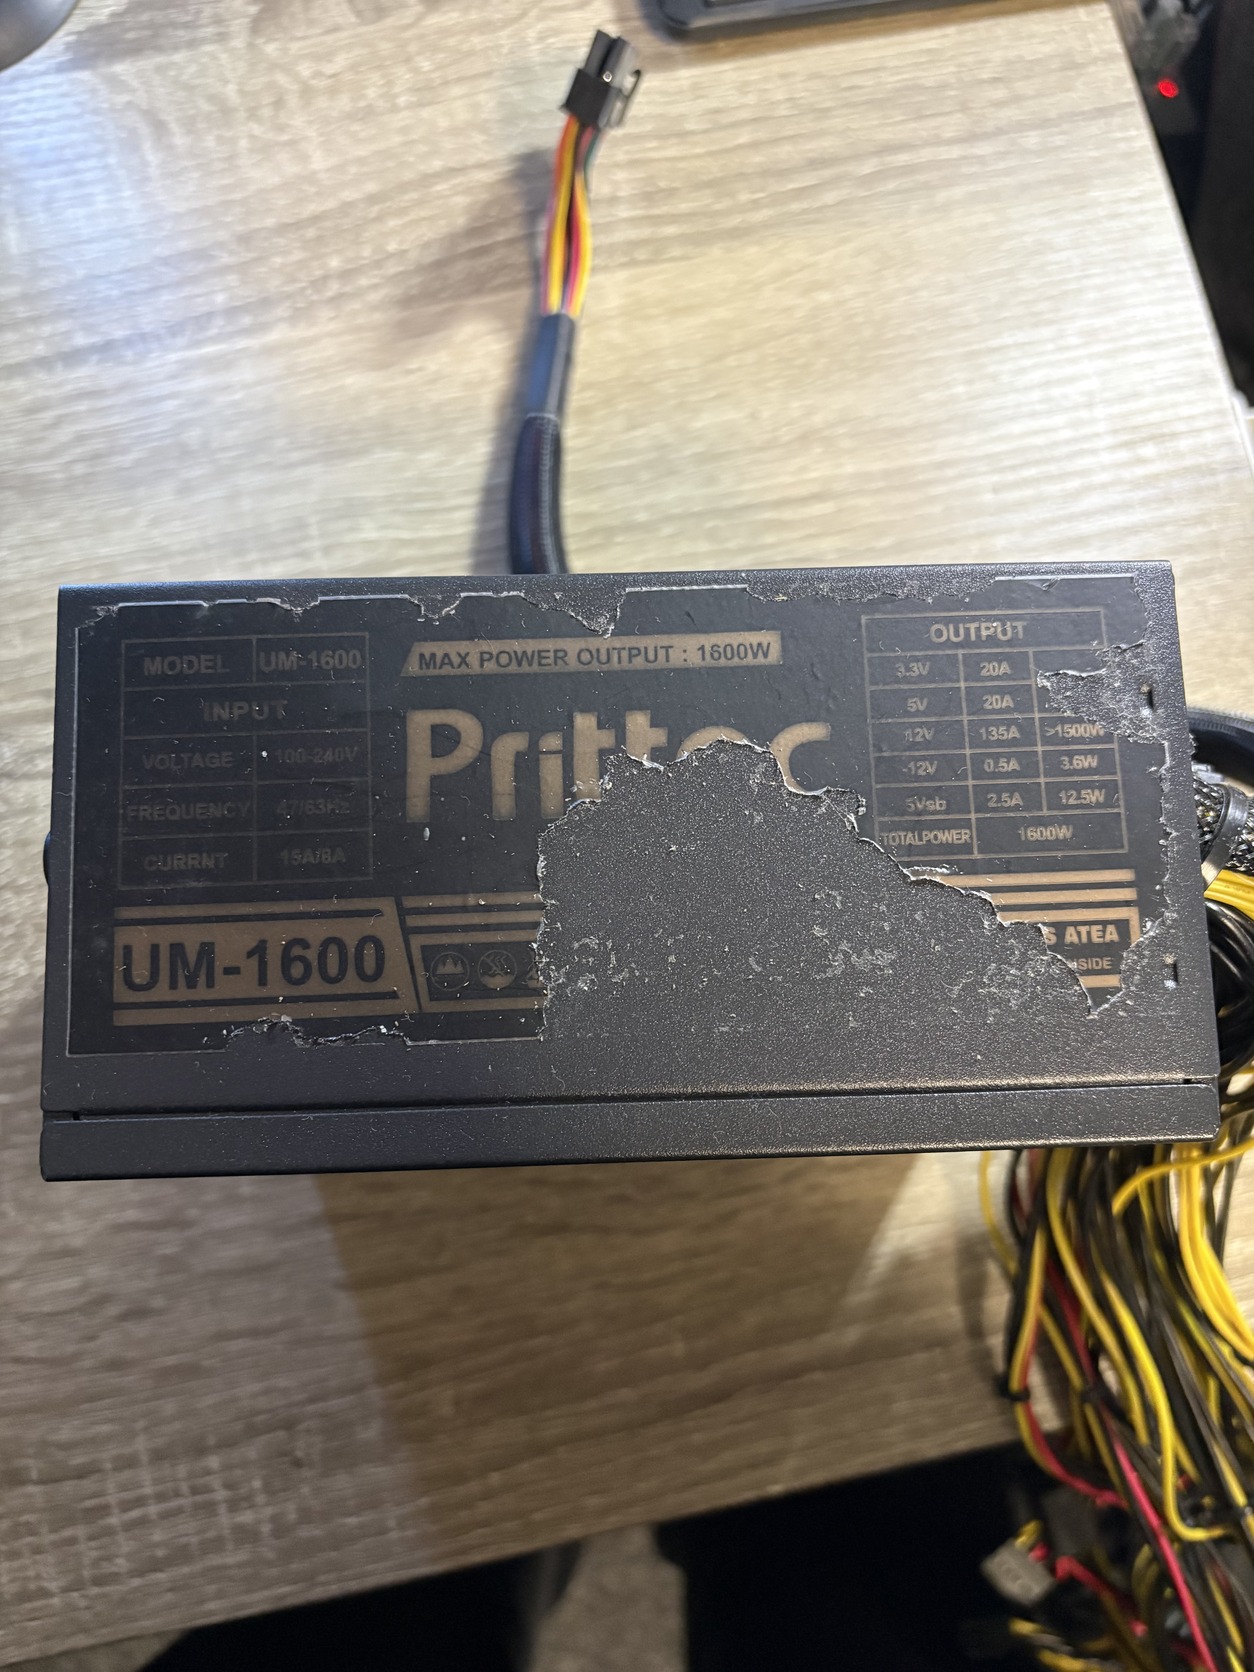 MODEL UM-1600
INPUT
VOLTAGE 100-240V
FREQUENCY 47/63Hz
CURRNT 15A/8A
UM-1600
MAX POWER OUTPUT : 1600W
Prittec
OUTPUT
3.3V 20A
5V 20A
12V 135A >1500W
-12V 0.5A 3.6W
5Vsb 2.5A 12.5W
TOTALPOWER 1600W
S ATEA